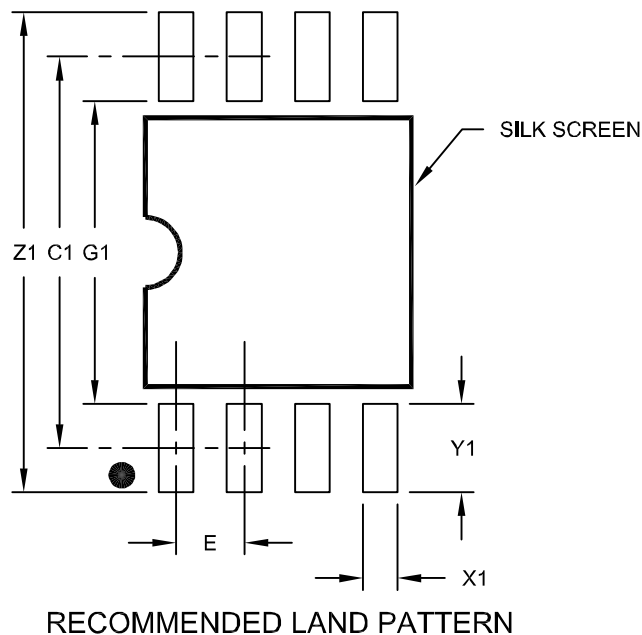 SILK SCREEN
Z1 C1 G1
Y1
E
X1
RECOMMENDED LAND PATTERN